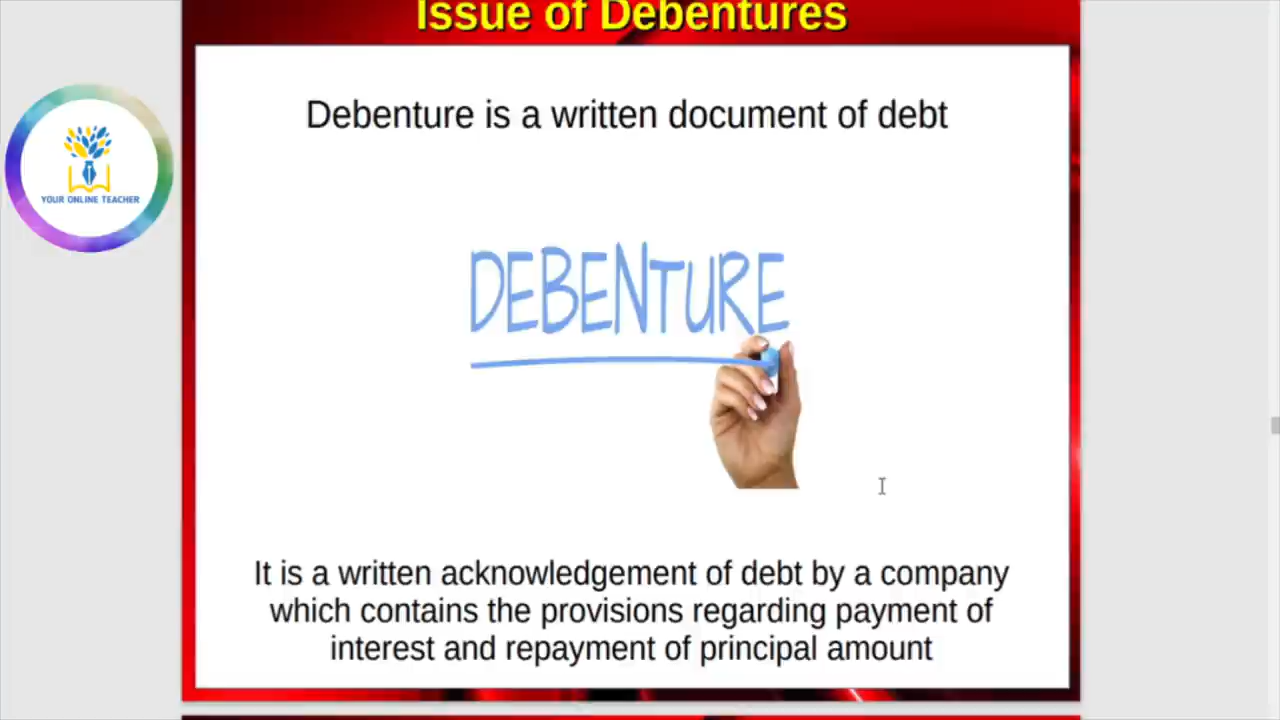 Issue of Debentures
Debenture is a written document of debt
YOUR ONLINE TEACHER
DEBENTURE
It is a written acknowledgement of debt by a company
which contains the provisions regarding payment of
interest and repayment of principal amount